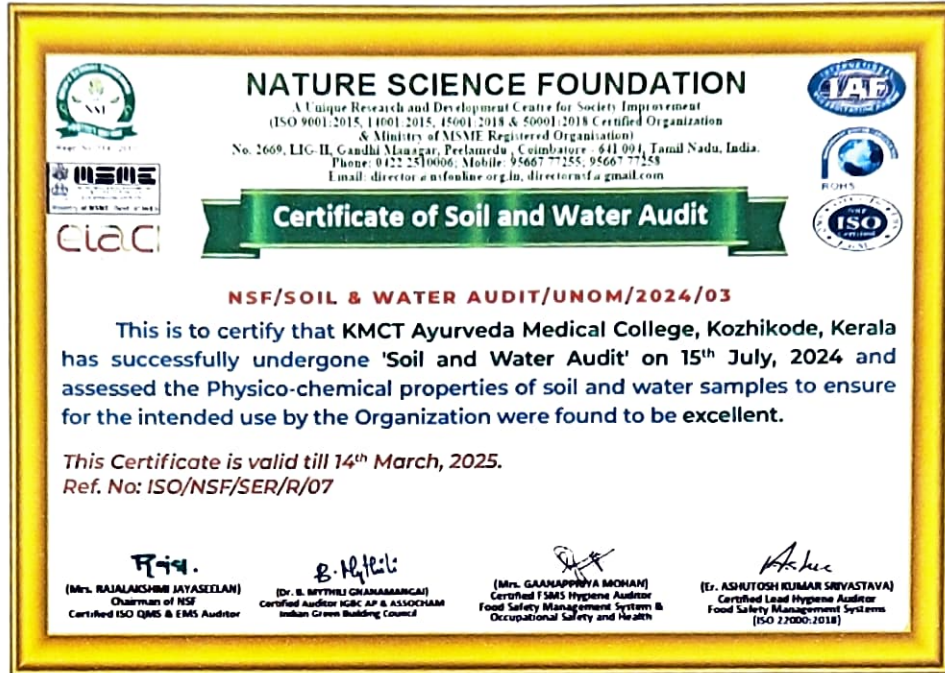 NSF
NATURE SCIENCE FOUNDATION
A Unique Research and Development Centre for Society Improvement
(ISO 9001:2015, 14001:2015, 45001:2018 & 50001:2018 Certified Organization
& Ministry of MSME Registered Organisation)
No. 2669, LIG-II, Gandhi Managar, Peelamedu, Coimbatore - 641 004, Tamil Nadu, India.
Phone: 0422 2510006; Mobile: 95667 77255, 95667 77258
Email: director@nsfonline.org.in, directornsf@gmail.com
IAF
MSME
ROHS
ciaci
ISO
Certificate of Soil and Water Audit
NSF/SOIL & WATER AUDIT/UNOM/2024/03
This is to certify that KMCT Ayurveda Medical College, Kozhikode, Kerala
has successfully undergone 'Soil and Water Audit' on 15th July, 2024 and
assessed the Physico-chemical properties of soil and water samples to ensure
for the intended use by the Organization were found to be excellent.
This Certificate is valid till 14th March, 2025.
Ref. No: ISO/NSF/SER/R/07
B. Mythili
(Mrs. RAJALAKSHMI JAYASEELAN)
Chairman of NSF
Certified ISO QMS & EMS Auditor
(Dr. B. MYTHILI GNANAMANGAI)
Certified Auditor IGBC AP & ASSOCHAM
Indian Green Building Council
(Mrs. GAANAPPRIYA MOHAN)
Certified FSMS Hygiene Auditor
Food Safety Management System &
Occupational Safety and Health
(Er. ASHUTOSH KUMAR SRIVASTAVA)
Certified Lead Hygiene Auditor
Food Safety Management Systems
(ISO 22000:2018)